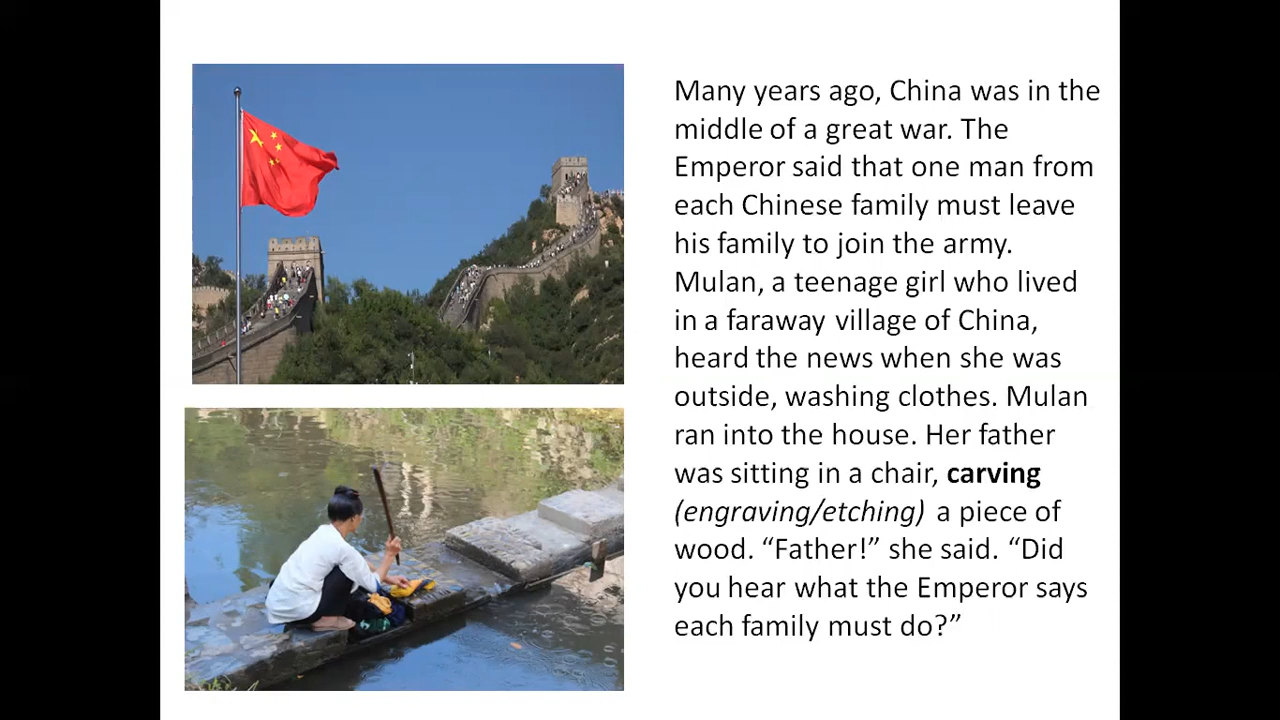 Many years ago, China was in the
middle of a great war. The
Emperor said that one man from
each Chinese family must leave
his family to join the army.
Mulan, a teenage girl who lived
in a faraway village of China,
heard the news when she was
outside, washing clothes. Mulan
ran into the house. Her father
was sitting in a chair, carving
(engraving/etching) a piece of
wood. “Father!” she said. “Did
you hear what the Emperor says
each family must do?”